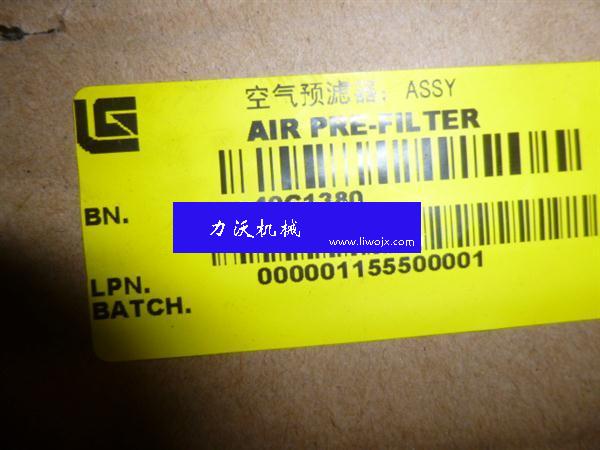 空气预滤器: ASSY
AIR PRE-FILTER
BN.
40C1380
力沃机械
www.liwojx.com
LPN.
000001155500001
BATCH.